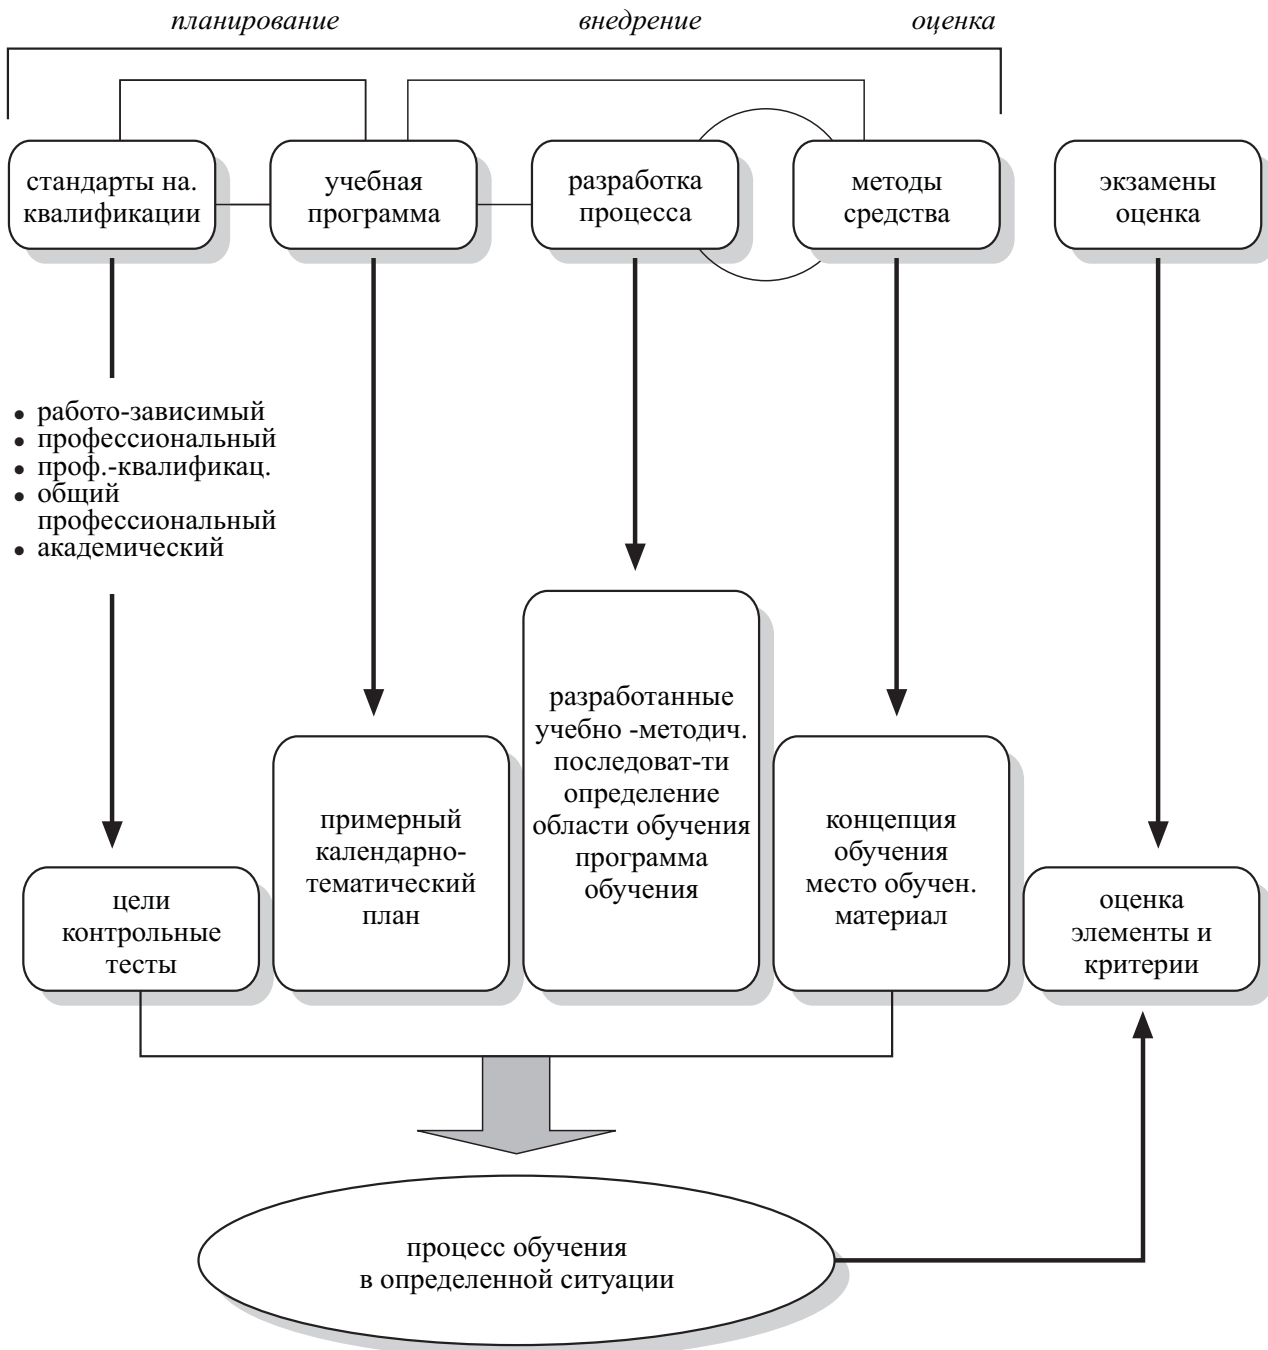 планирование внедрение оценка
стандарты на.
квалификации
учебная
программа
разработка
процесса
методы
средства
экзамены
оценка
• работо-зависимый
• профессиональный
• проф.-квалификац.
• общий
профессиональный
• академический
цели
контрольные
тесты
примерный
календарно-
тематический
план
разработанные
учебно -методич.
последоват-ти
определение
области обучения
программа
обучения
концепция
обучения
место обучен.
материал
оценка
элементы и
критерии
процесс обучения
в определенной ситуации